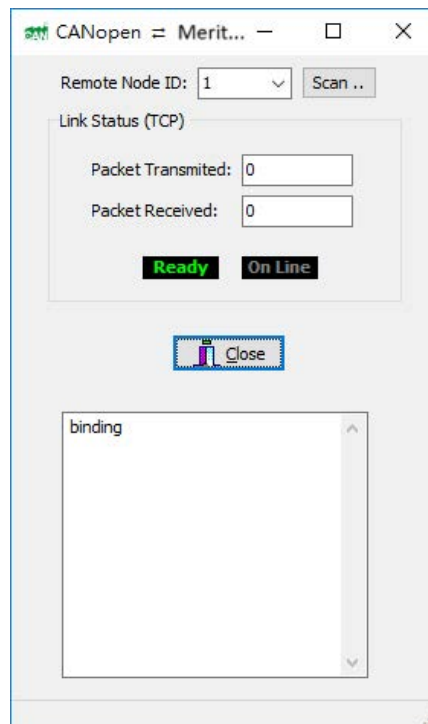 CANopen ⇄ Merit...
Remote Node ID: 1 Scan ..
Link Status (TCP)
Packet Transmited: 0
Packet Received: 0
Ready On Line
Close
binding